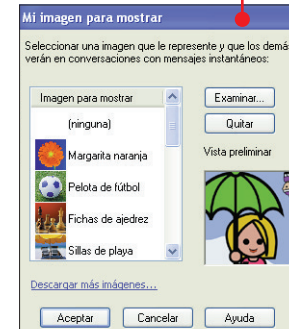 Mi imagen para mostrar
Seleccionar una imagen que le represente y que los demás
verán en conversaciones con mensajes instantáneos:
Imagen para mostrar
(ninguna)
Margarita naranja
Pelota de fútbol
Fichas de ajedrez
Sillas de playa
Examinar...
Quitar
Vista preliminar
Descargar más imágenes...
Aceptar
Cancelar
Ayuda